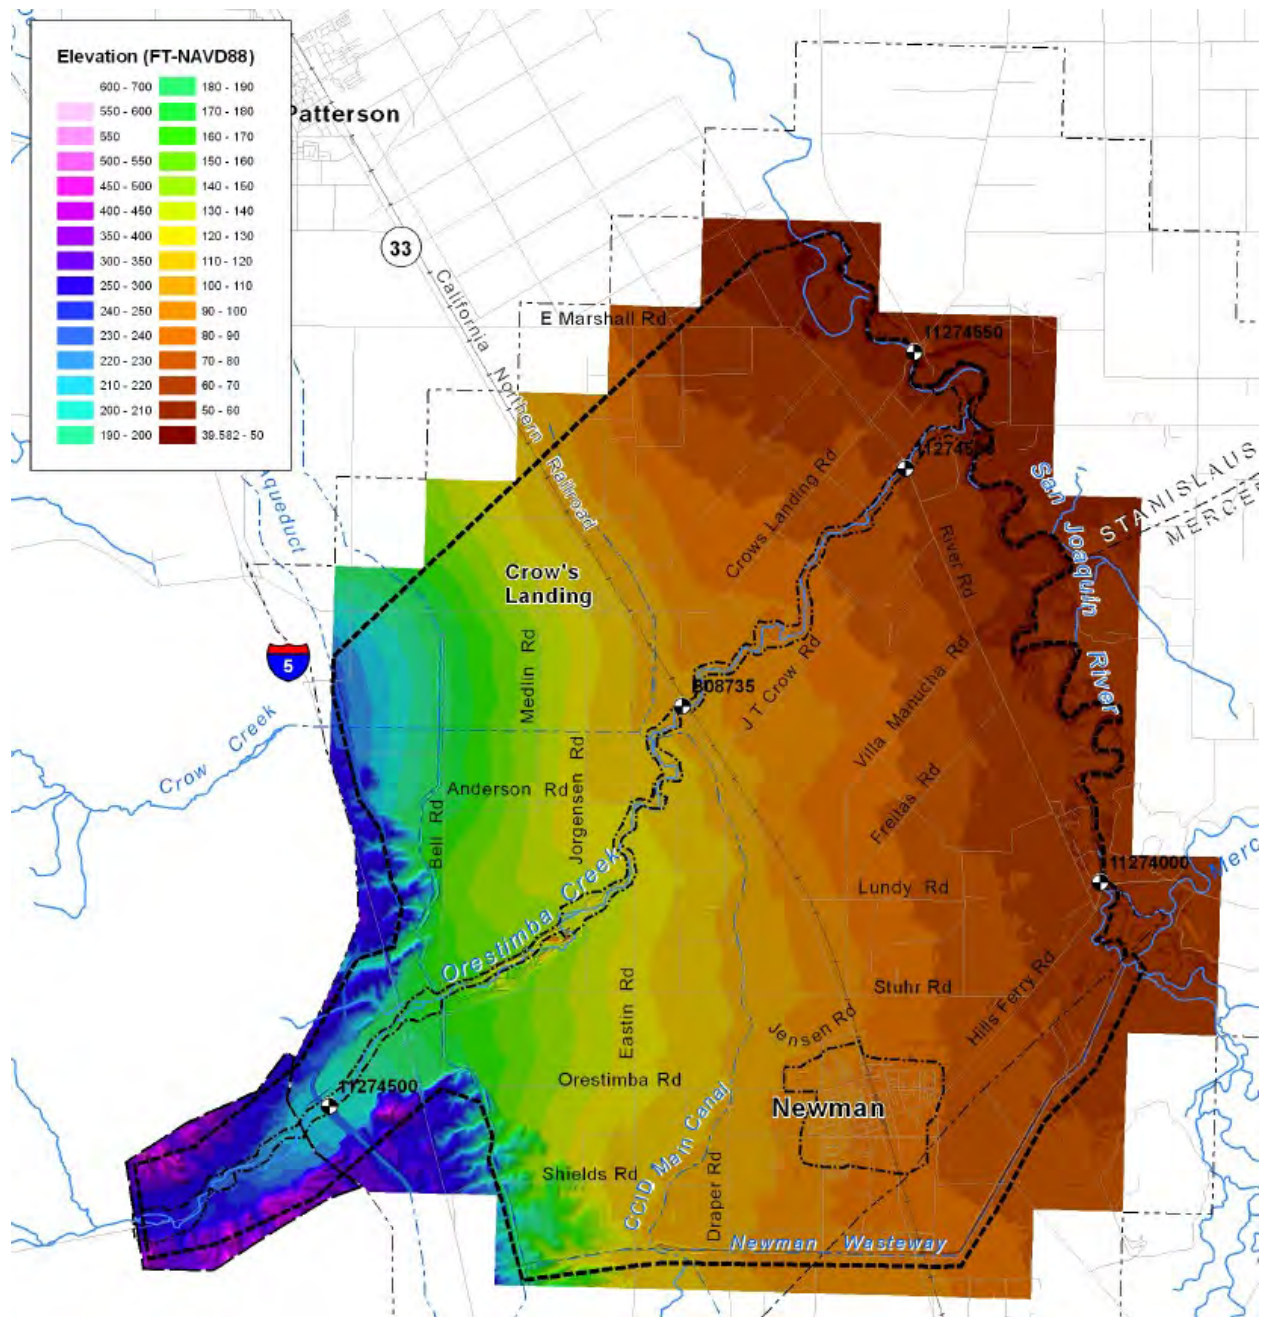 Elevation (FT-NAVD88)
600 - 700
550 - 600
550
500 - 550
450 - 500
400 - 450
350 - 400
300 - 350
250 - 300
240 - 250
230 - 240
220 - 230
210 - 220
200 - 210
190 - 200
180 - 190
170 - 180
160 - 170
150 - 160
140 - 150
130 - 140
120 - 130
110 - 120
100 - 110
90 - 100
80 - 90
70 - 80
60 - 70
50 - 60
39.582 - 50
Patterson
33
California Northern Railroad
E Marshall Rd
11274550
Aqueduct
Crows Landing Rd
River Rd
San Joaquin River
STANISLAUS
MERCE
Crow's
Landing
Medlin Rd
5
808735
J T Crow Rd
Villa Manucha Rd
Freitas Rd
Crow Creek
Anderson Rd
Jorgensen Rd
Bell Rd
Orestimba Creek
Lundy Rd
11274000
Merc
Stuhr Rd
Hills Ferry Rd
Jensen Rd
Eastin Rd
Orestimba Rd
11274500
Newman
CCID Main Canal
Shields Rd
Draper Rd
Newman Wasteway